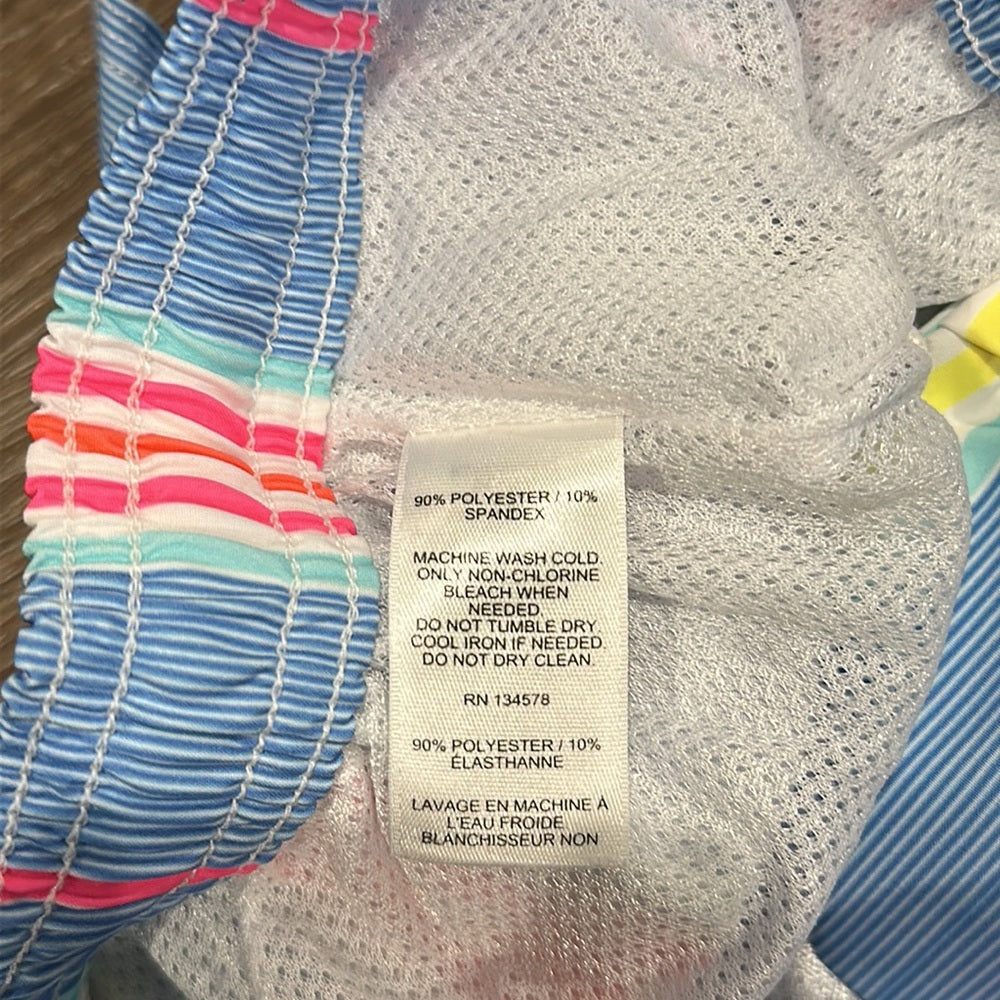 90% POLYESTER / 10%
SPANDEX
MACHINE WASH COLD.
ONLY NON-CHLORINE
BLEACH WHEN
NEEDED.
DO NOT TUMBLE DRY.
COOL IRON IF NEEDED.
DO NOT DRY CLEAN.
RN 134578
90% POLYESTER / 10%
ÉLASTHANNE
LAVAGE EN MACHINE À
L'EAU FROIDE
BLANCHISSEUR NON